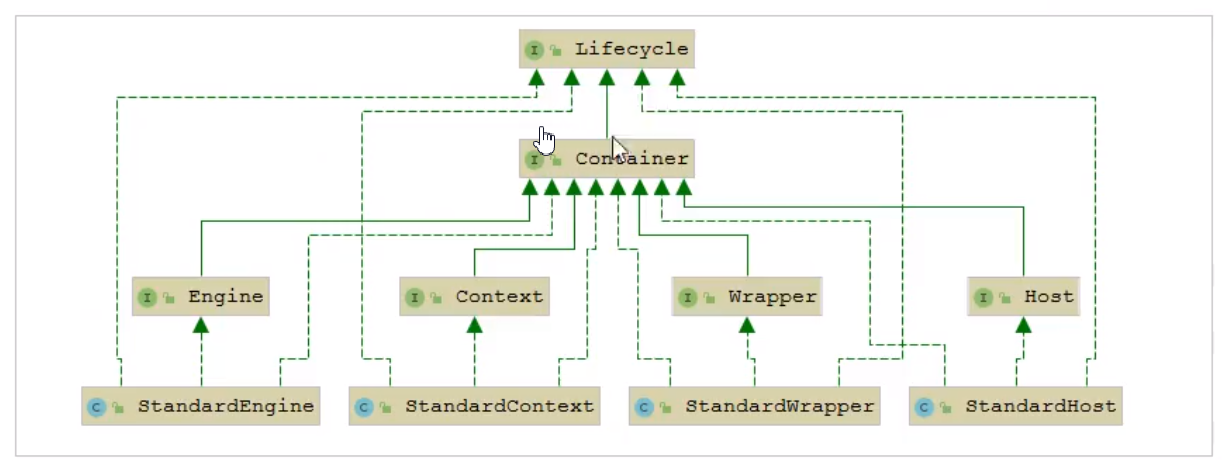 I Lifecycle
I Container
I Engine
I Context
I Wrapper
I Host
C StandardEngine
C StandardContext
C StandardWrapper
C StandardHost